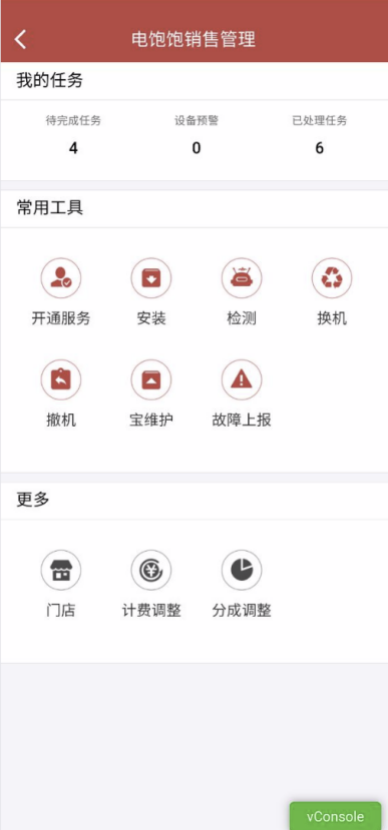 电饱饱销售管理
我的任务
待完成任务 设备预警 已处理任务
4 0 6
常用工具
开通服务 安装 检测 换机
撤机 宝维护 故障上报
更多
门店 计费调整 分成调整
vConsole